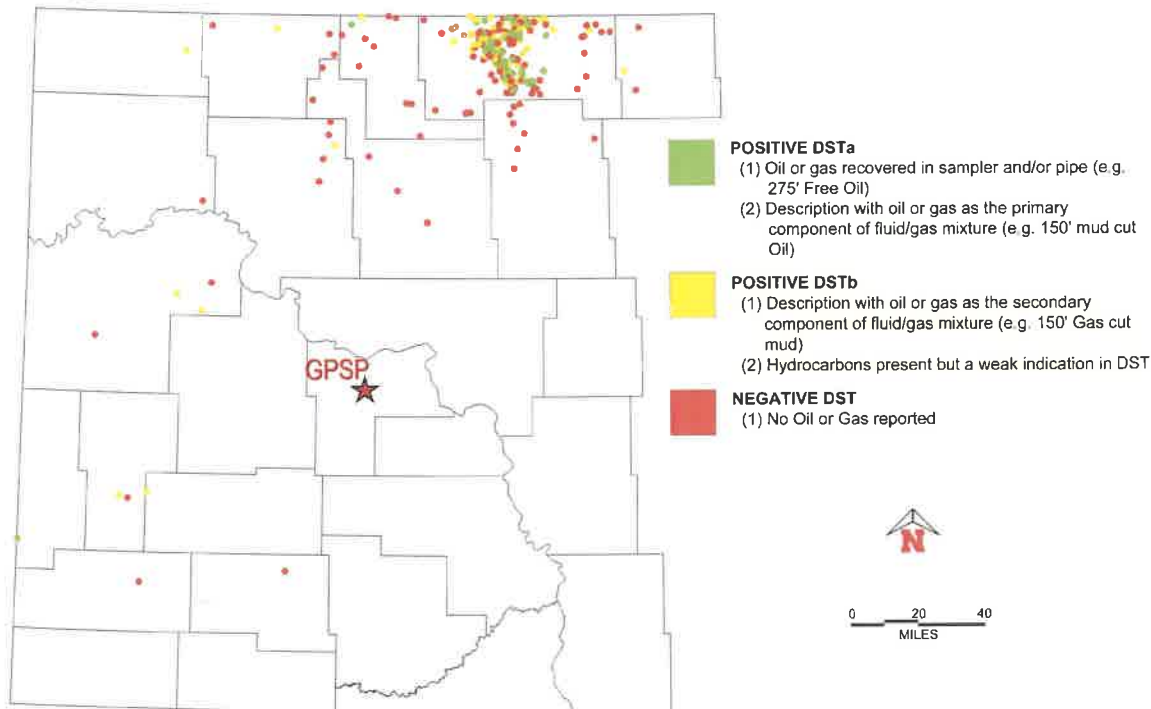 POSITIVE DSTa
(1) Oil or gas recovered in sampler and/or pipe (e.g.
275' Free Oil)
(2) Description with oil or gas as the primary
component of fluid/gas mixture (e.g. 150' mud cut
Oil)
POSITIVE DSTb
(1) Description with oil or gas as the secondary
component of fluid/gas mixture (e.g. 150' Gas cut
mud)
(2) Hydrocarbons present but a weak indication in DST
GPSP
NEGATIVE DST
(1) No Oil or Gas reported
N
0 20 40
MILES